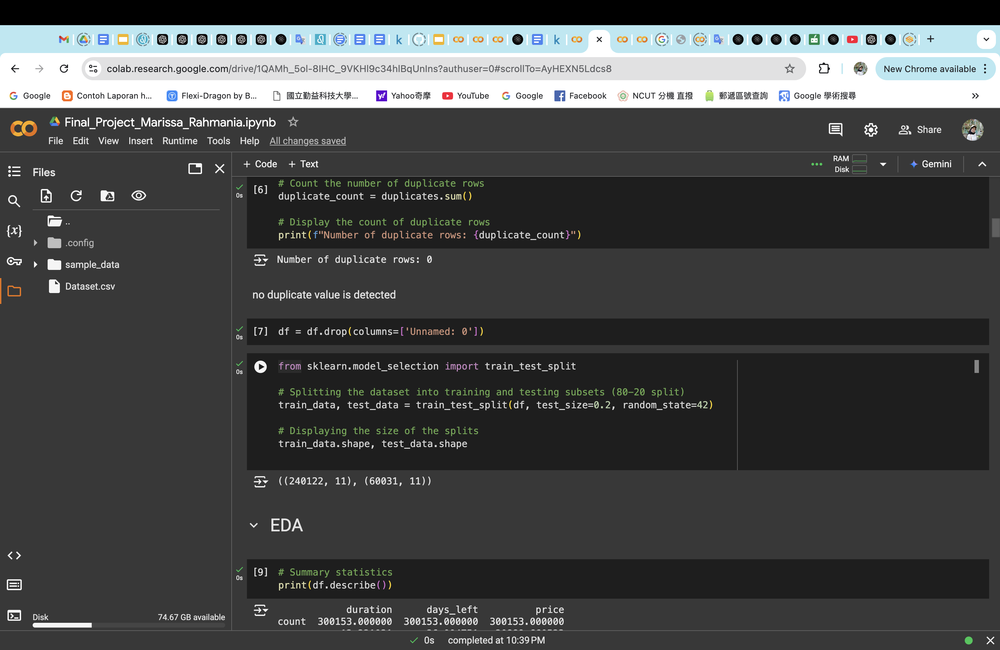 colab.research.google.com/drive/1QAMh_5ol-8IHC_9VKHl9c34hlBqUnIns?authuser=0#scrollTo=AyHEXN5Ldcs8
New Chrome available
Google
Contoh Laporan h...
Flexi-Dragon by B...
國立勤益科技大學...
Yahoo奇摩
YouTube
Google
Facebook
NCUT 分機 直撥
郵遞區號查詢
Google 學術搜尋
Final_Project_Marissa_Rahmania.ipynb
Share
File Edit View Insert Runtime Tools Help All changes saved
Files
+ Code + Text
RAM
Disk
Gemini
..
.config
sample_data
Dataset.csv
Disk 74.67 GB available
0s
[6]
# Count the number of duplicate rows
duplicate_count = duplicates.sum()
# Display the count of duplicate rows
print(f"Number of duplicate rows: {duplicate_count}")
Number of duplicate rows: 0
no duplicate value is detected
0s
[7] df = df.drop(columns=['Unnamed: 0'])
0s
from sklearn.model_selection import train_test_split
# Splitting the dataset into training and testing subsets (80-20 split)
train_data, test_data = train_test_split(df, test_size=0.2, random_state=42)
# Displaying the size of the splits
train_data.shape, test_data.shape
((240122, 11), (60031, 11))
EDA
0s
[9] # Summary statistics
print(df.describe())
duration days_left price
count 300153.000000 300153.000000 300153.000000
0s completed at 10:39 PM